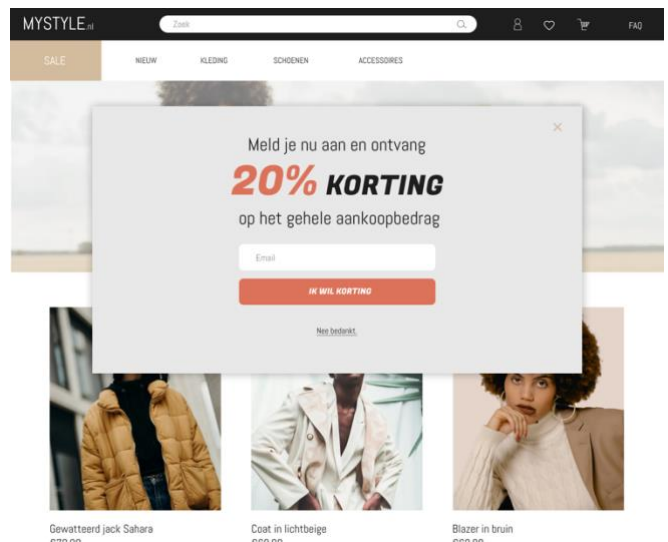 MYSTYLE.nl
Zoek
FAQ
SALE
NIEUW
KLEDING
SCHOENEN
ACCESSOIRES
Meld je nu aan en ontvang
20% KORTING
op het gehele aankoopbedrag
Email
IK WIL KORTING
Nee bedankt.
Gewatteerd jack Sahara
Coat in lichtbeige
Blazer in bruin